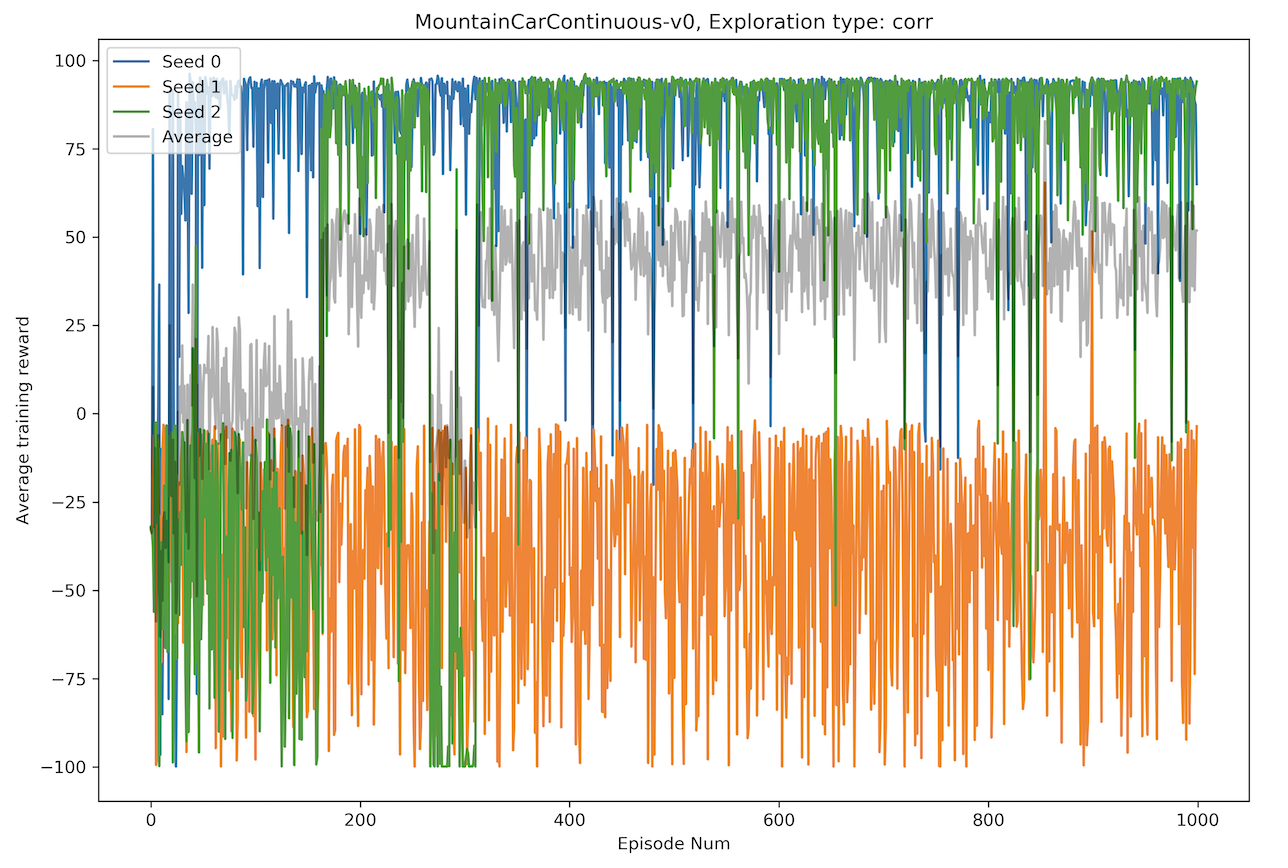 MountainCarContinuous-v0, Exploration type: corr
100
75
50
25
0
−25
−50
−75
−100
Average training reward
Seed 0
Seed 1
Seed 2
Average
0
200
400
600
800
1000
Episode Num